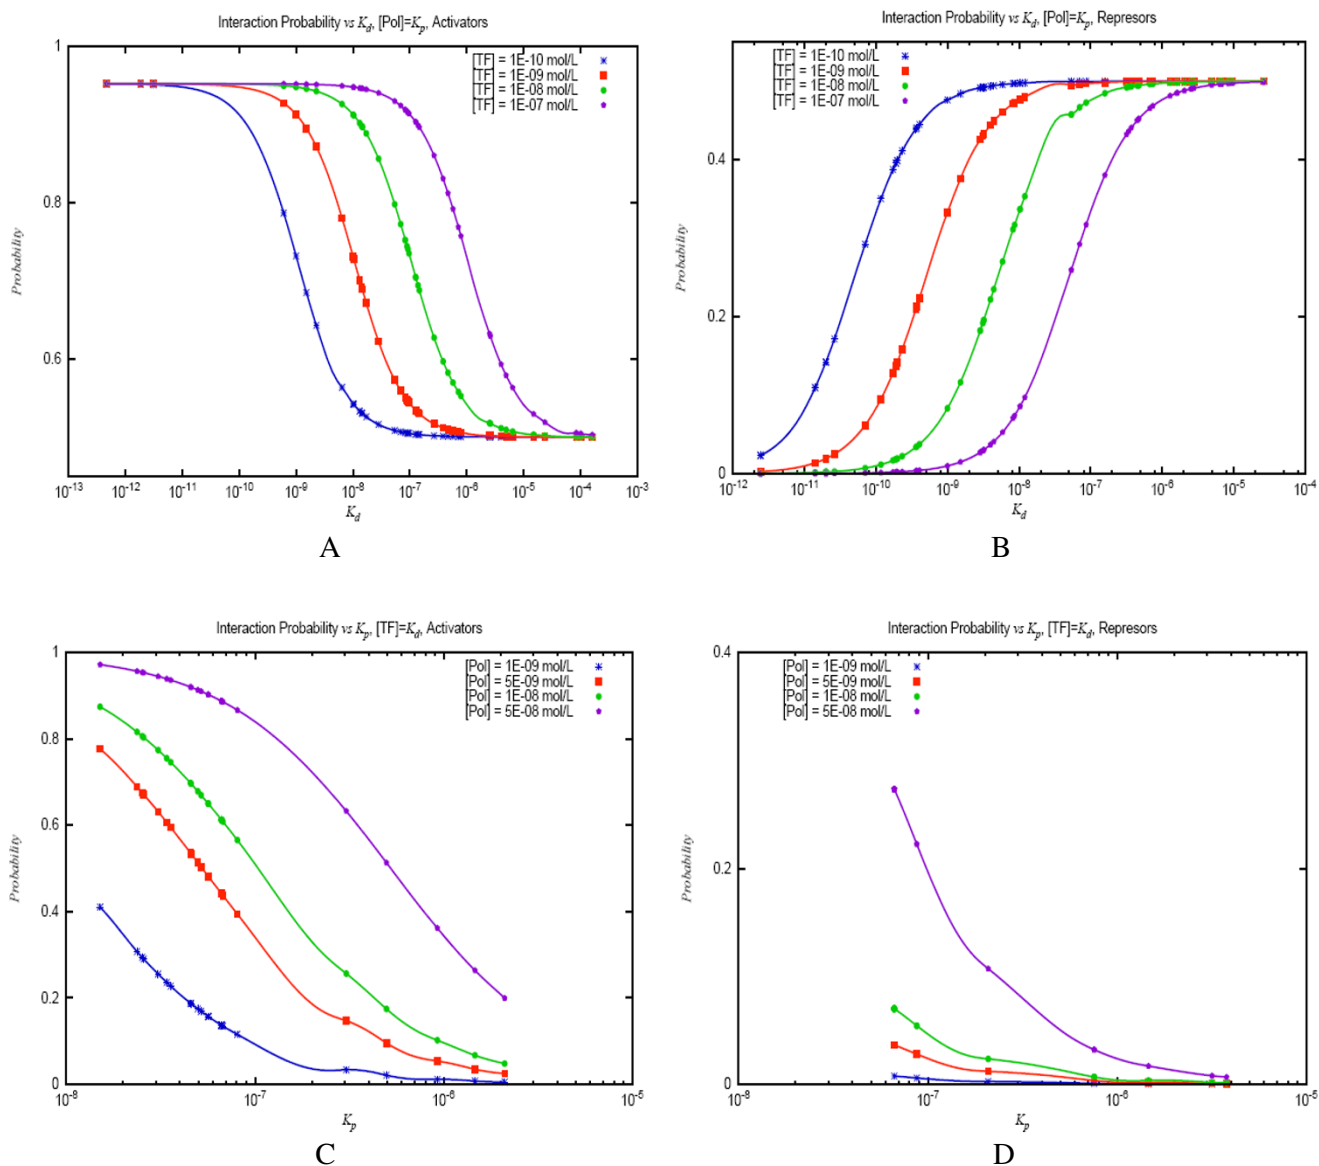 Interaction Probability vs Kd, [Pol]=Kp, Activators
[TF] = 1E-10 mol/L
[TF] = 1E-09 mol/L
[TF] = 1E-08 mol/L
[TF] = 1E-07 mol/L
1
0.8
0.6
Probability
10-13 10-12 10-11 10-10 10-9 10-8 10-7 10-6 10-5 10-4 10-3
Kd
A
Interaction Probability vs Kd, [Pol]=Kp, Represors
[TF] = 1E-10 mol/L
[TF] = 1E-09 mol/L
[TF] = 1E-08 mol/L
[TF] = 1E-07 mol/L
0.4
0.2
0
Probability
10-12 10-11 10-10 10-9 10-8 10-7 10-6 10-5 10-4
Kd
B
Interaction Probability vs Kp, [TF]=Kd, Activators
[Pol] = 1E-09 mol/L
[Pol] = 5E-09 mol/L
[Pol] = 1E-08 mol/L
[Pol] = 5E-08 mol/L
1
0.8
0.6
0.4
0.2
0
Probability
10-8 10-7 10-6 10-5
Kp
C
Interaction Probability vs Kp, [TF]=Kd, Represors
[Pol] = 1E-09 mol/L
[Pol] = 5E-09 mol/L
[Pol] = 1E-08 mol/L
[Pol] = 5E-08 mol/L
0.4
0.2
0
Probability
10-8 10-7 10-6 10-5
Kp
D